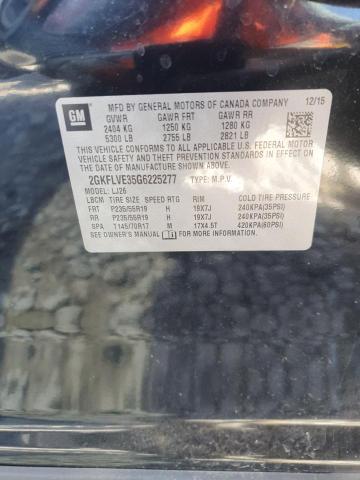 GM
MFD BY GENERAL MOTORS OF CANADA COMPANY 12/15
GVWR GAWR FRT GAWR RR
2404 KG 1250 KG 1280 KG
5300 LB 2755 LB 2821 LB
THIS VEHICLE CONFORMS TO ALL APPLICABLE U.S. FEDERAL MOTOR
VEHICLE SAFETY AND THEFT PREVENTION STANDARDS IN EFFECT ON
THE DATE OF MANUFACTURE SHOWN ABOVE.
2GKFLVE35G6225277 TYPE: M.P.V.
MODEL: LJ26
LBCM TIRE SIZE SPEED RTG RIM COLD TIRE PRESSURE
FRT P235/55R19 H 19X7J 240KPA(35PSI)
RR P235/55R19 H 19X7J 240KPA(35PSI)
SPA T145/70R17 M 17X4.5T 420KPA(60PSI)
SEE OWNER'S MANUAL FOR MORE INFORMATION